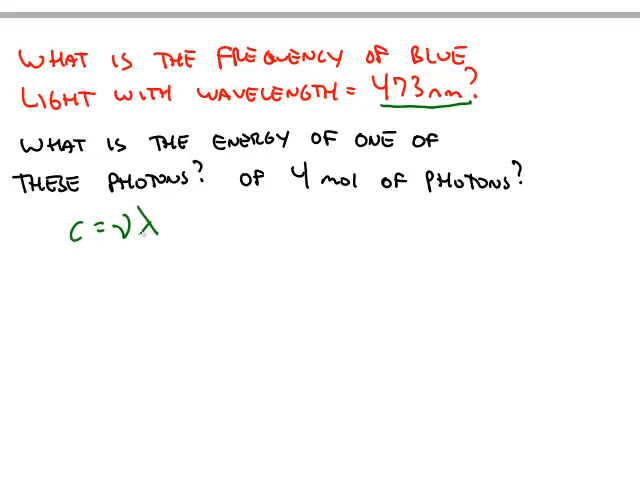 WHAT IS THE FREQUENCY OF BLUE
LIGHT WITH WAVELENGTH = 473nm?
WHAT IS THE ENERGY OF ONE OF
THESE PHOTONS? OF 4 mol OF PHOTONS?
c = νλ